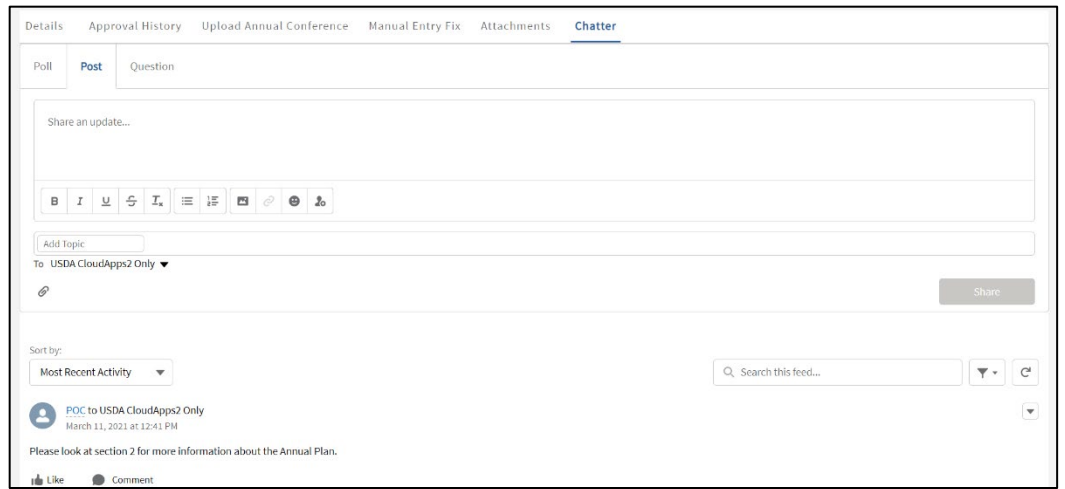 Details Approval History Upload Annual Conference Manual Entry Fix Attachments Chatter
Poll Post Question
Share an update...
B I U S Tx
Add Topic
To USDA CloudApps2 Only
Share
Sort by:
Most Recent Activity Search this feed...
POC to USDA CloudApps2 Only
March 11, 2021 at 12:41 PM
Please look at section 2 for more information about the Annual Plan.
Like Comment